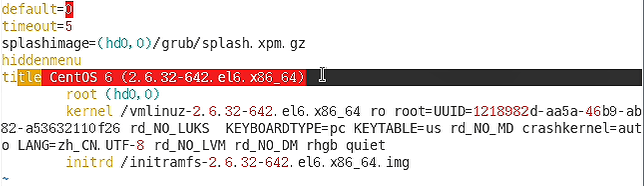 default=0
timeout=5
splashimage=(hd0,0)/grub/splash.xpm.gz
hiddenmenu
title CentOS 6 (2.6.32-642.el6.x86_64)
root (hd0,0)
kernel /vmlinuz-2.6.32-642.el6.x86_64 ro root=UUID=1218982d-aa5a-46b9-ab
82-a53632110f26 rd_NO_LUKS  KEYBOARDTYPE=pc KEYTABLE=us rd_NO_MD crashkernel=aut
o LANG=zh_CN.UTF-8 rd_NO_LVM rd_NO_DM rhgb quiet
initrd /initramfs-2.6.32-642.el6.x86_64.img
~